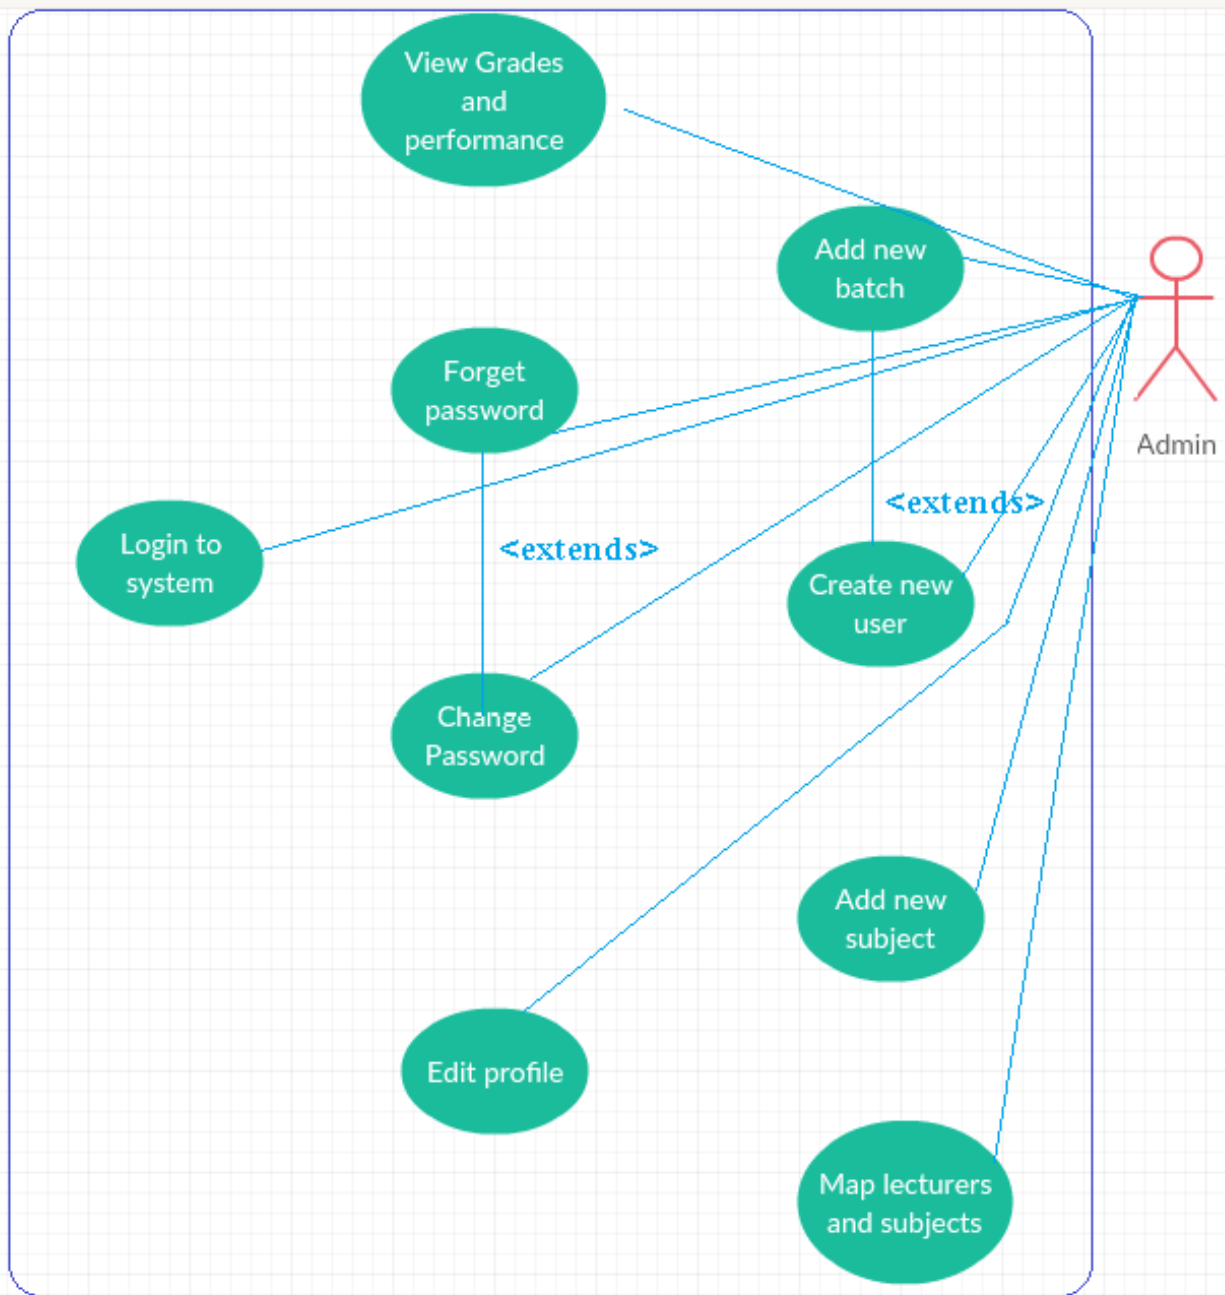 View Grades
and
performance
Add new
batch
Forget
password
Admin
<extends>
Login to
system
<extends>
Create new
user
Change
Password
Add new
subject
Edit profile
Map lecturers
and subjects